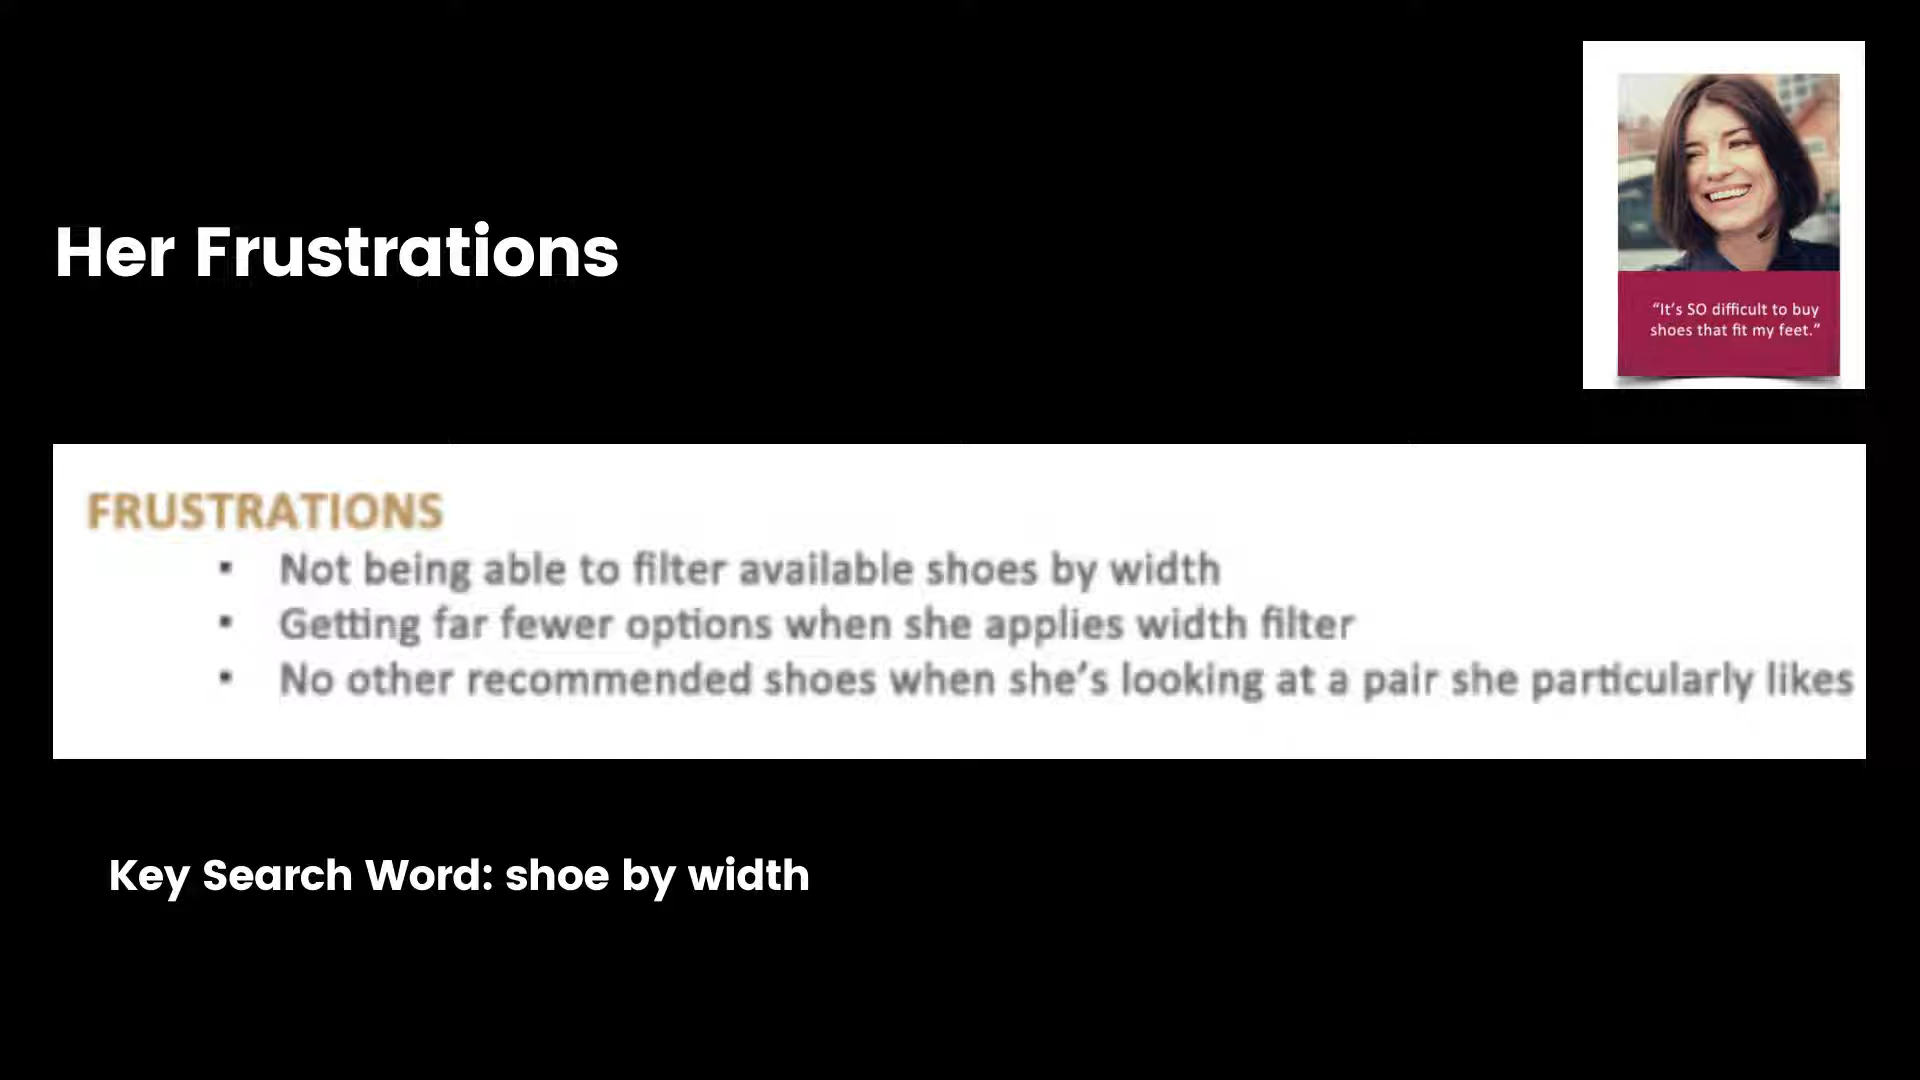 Her Frustrations
“It’s SO difficult to buy
shoes that fit my feet.”
FRUSTRATIONS
▪ Not being able to filter available shoes by width
▪ Getting far fewer options when she applies width filter
▪ No other recommended shoes when she’s looking at a pair she particularly likes
Key Search Word: shoe by width